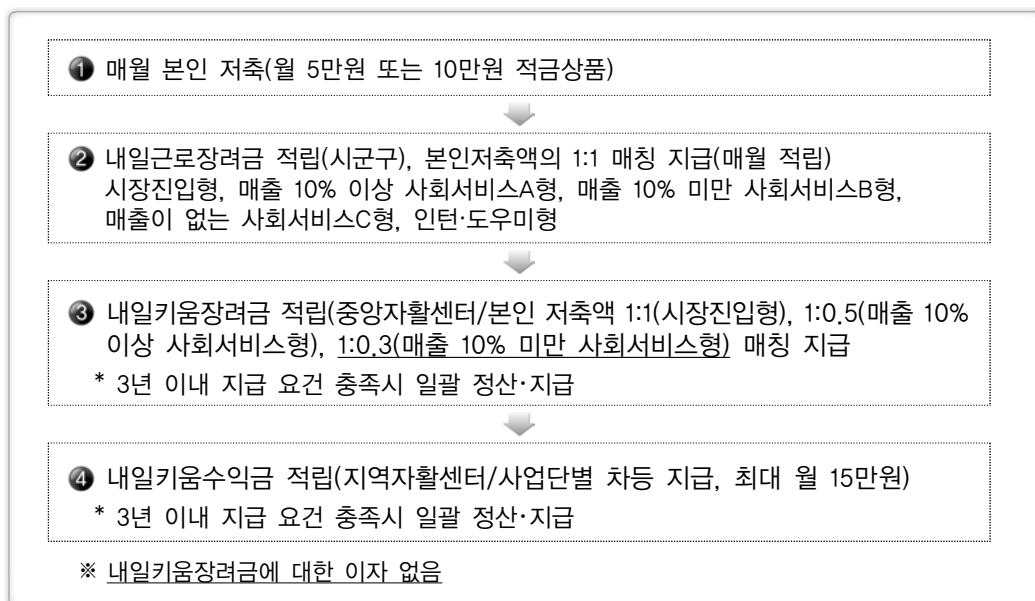 ❶ 매월 본인 저축(월 5만원 또는 10만원 적금상품)
❷ 내일근로장려금 적립(시군구), 본인저축액의 1:1 매칭 지급(매월 적립)
시장진입형, 매출 10% 이상 사회서비스A형, 매출 10% 미만 사회서비스B형,
매출이 없는 사회서비스C형, 인턴·도우미형
❸ 내일키움장려금 적립(중앙자활센터/본인 저축액 1:1(시장진입형), 1:0.5(매출 10%
이상 사회서비스형), 1:0.3(매출 10% 미만 사회서비스형) 매칭 지급
* 3년 이내 지급 요건 충족시 일괄 정산·지급
❹ 내일키움수익금 적립(지역자활센터/사업단별 차등 지급, 최대 월 15만원)
* 3년 이내 지급 요건 충족시 일괄 정산·지급
※ 내일키움장려금에 대한 이자 없음